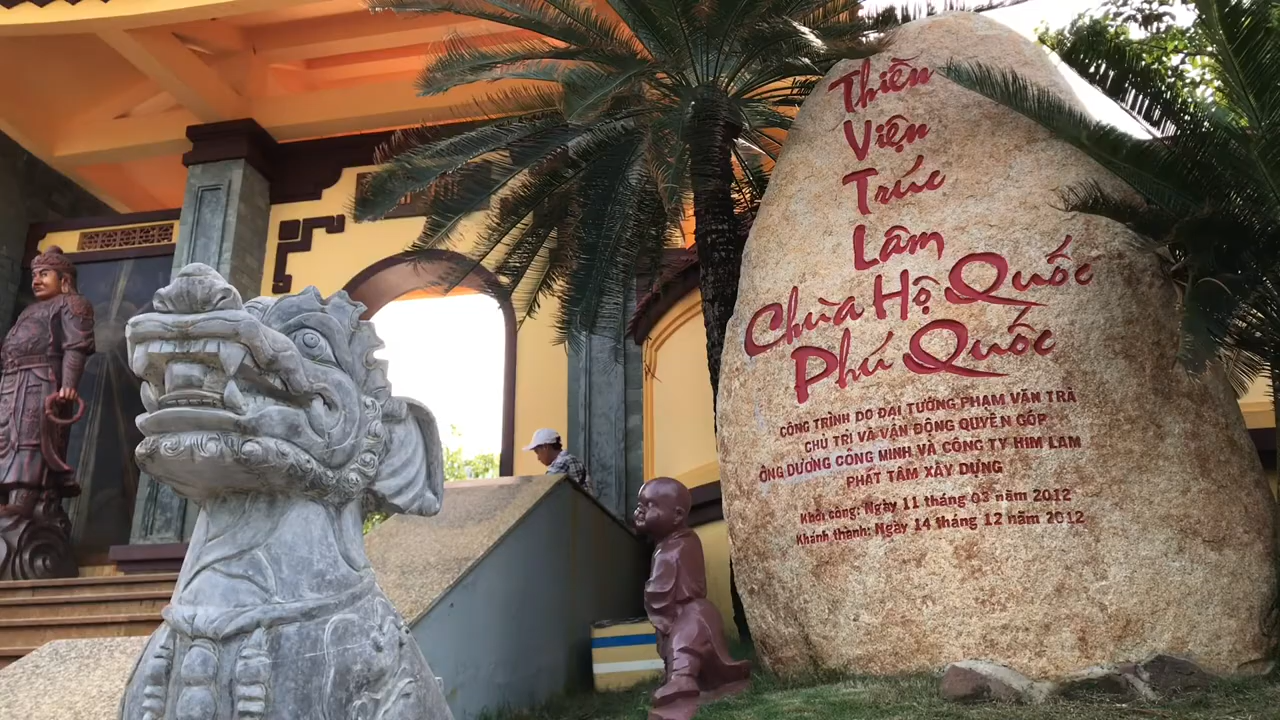 Thiền
Viện
Trúc
Lâm
Chùa Hộ Quốc
Phú Quốc
CÔNG TRÌNH DO ĐẠI TƯỚNG PHẠM VĂN TRÀ
CHỦ TRÌ VÀ VẬN ĐỘNG QUYÊN GÓP
ÔNG DƯƠNG CÔNG MINH VÀ CÔNG TY HIM LAM
PHÁT TÂM XÂY DỰNG
Khởi công: Ngày 11 tháng 03 năm 2012
Khánh thành: Ngày 14 tháng 12 năm 2012